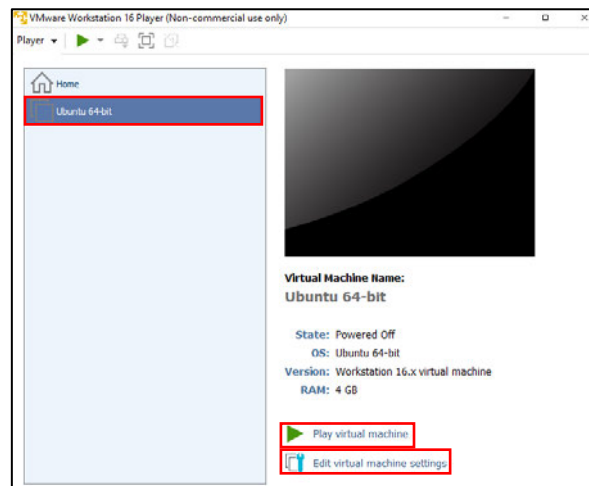 VMware Workstation 16 Player (Non-commercial use only)
Player
Home
Ubuntu 64-bit
Virtual Machine Name:
Ubuntu 64-bit
State: Powered Off
OS: Ubuntu 64-bit
Version: Workstation 16.x virtual machine
RAM: 4 GB
Play virtual machine
Edit virtual machine settings